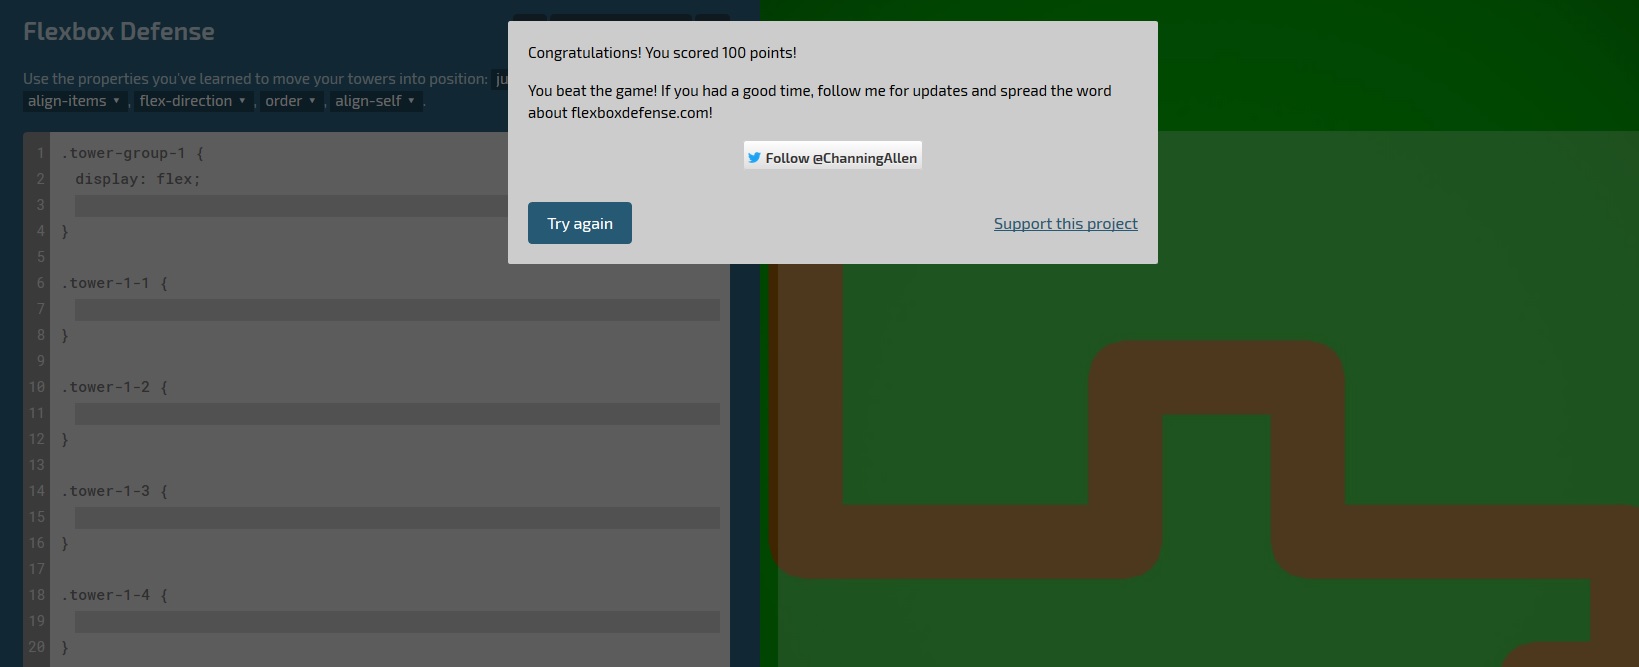 Flexbox Defense
Use the properties you've learned to move your towers into position: ju
align-items ▼, flex-direction ▼, order ▼, align-self ▼.
Congratulations! You scored 100 points!
You beat the game! If you had a good time, follow me for updates and spread the word
about flexboxdefense.com!
Follow @ChanningAllen
Try again
Support this project
1 .tower-group-1 {
2 display: flex;
3
4 }
5
6 .tower-1-1 {
7
8 }
9
10 .tower-1-2 {
11
12 }
13
14 .tower-1-3 {
15
16 }
17
18 .tower-1-4 {
19
20 }